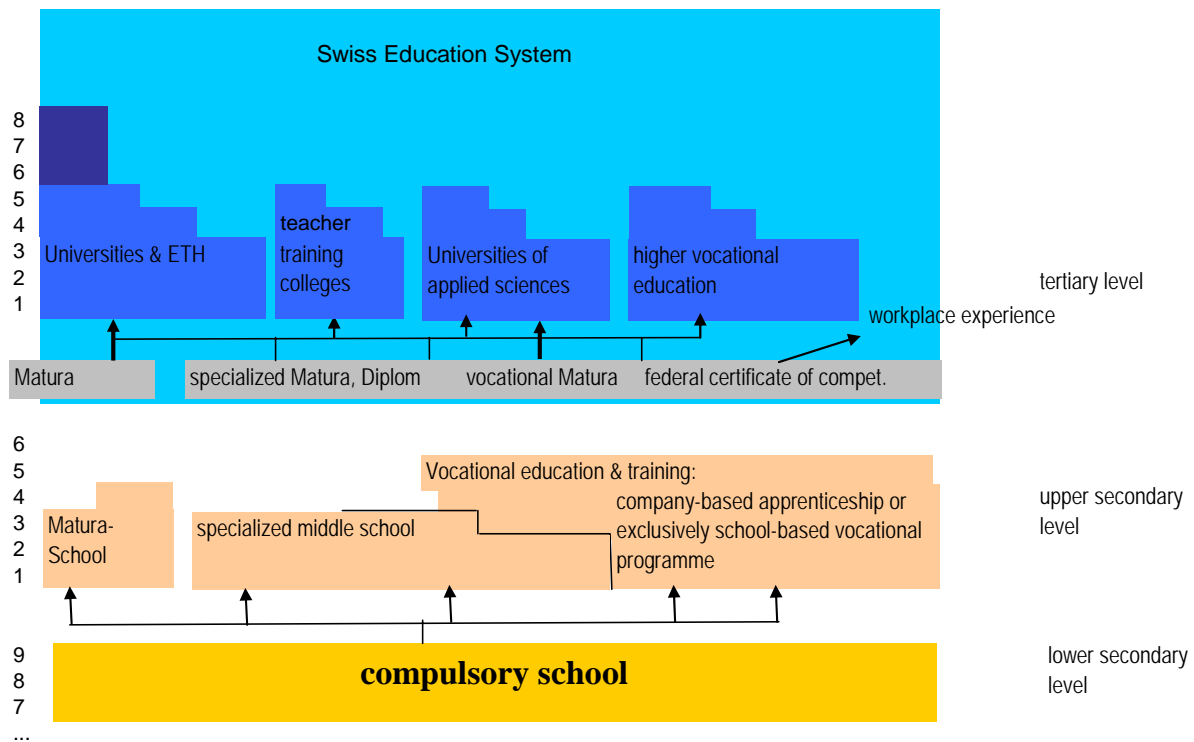 Swiss Education System
8
7
6
5
4
3
2
1
Universities & ETH
teacher
training
colleges
Universities of
applied sciences
higher vocational
education
tertiary level
workplace experience
Matura
specialized Matura, Diplom
vocational Matura
federal certificate of compet.
6
5
4
3
2
1
Matura-
School
specialized middle school
Vocational education & training:
company-based apprenticeship or
exclusively school-based vocational
programme
upper secondary
level
9
8
7
...
compulsory school
lower secondary
level